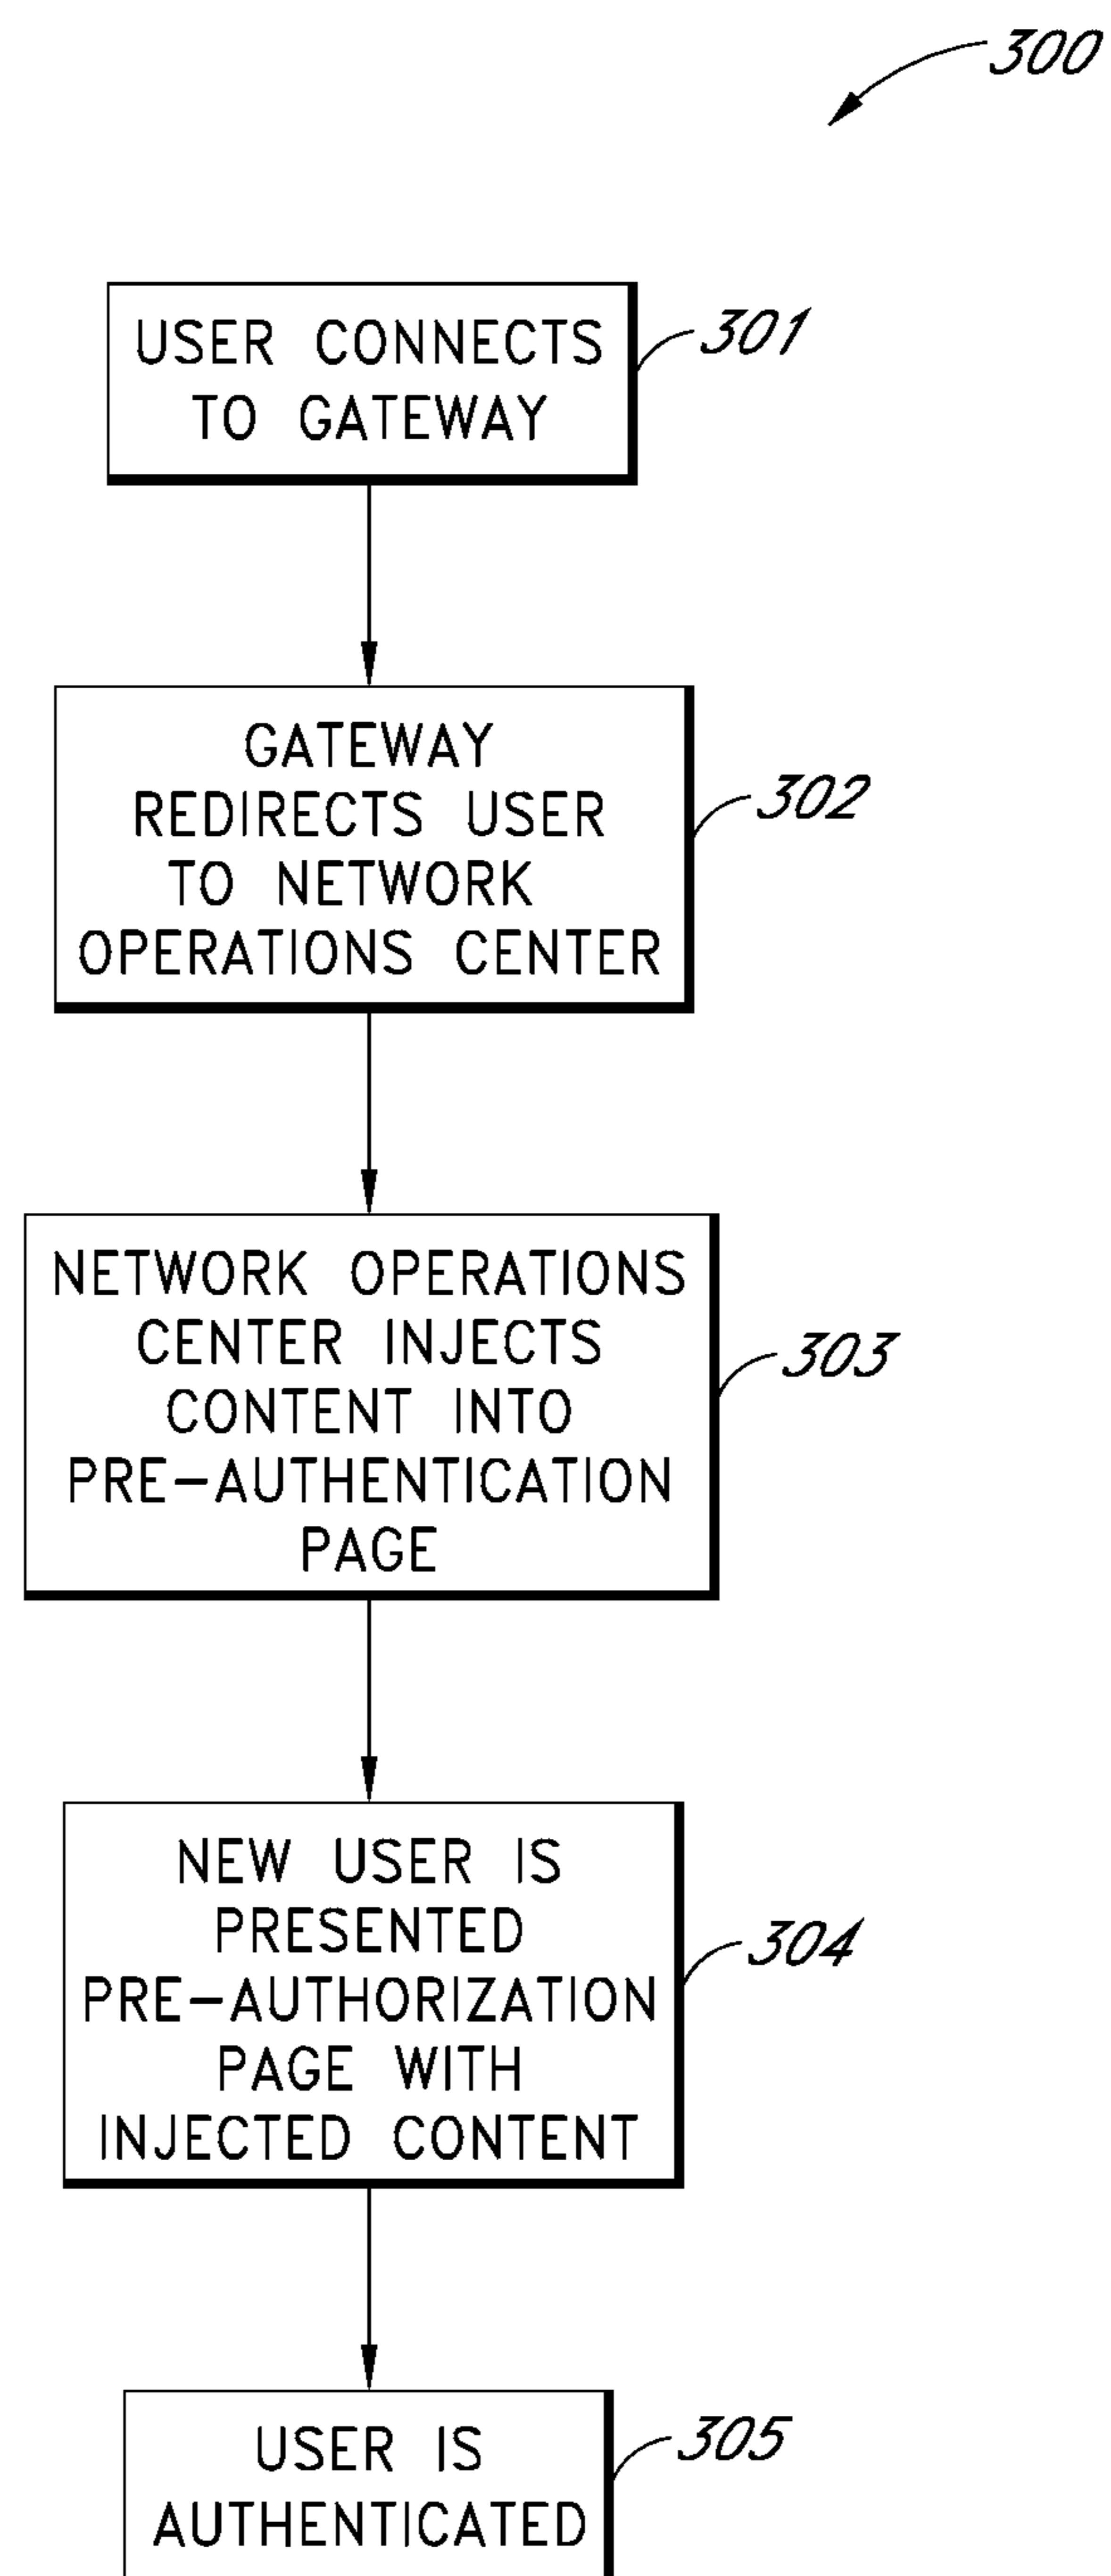 300
USER CONNECTS
TO GATEWAY
301
GATEWAY
REDIRECTS USER
TO NETWORK
OPERATIONS CENTER
302
NETWORK OPERATIONS
CENTER INJECTS
CONTENT INTO
PRE-AUTHENTICATION
PAGE
303
NEW USER IS
PRESENTED
PRE-AUTHORIZATION
PAGE WITH
INJECTED CONTENT
304
USER IS
AUTHENTICATED
305